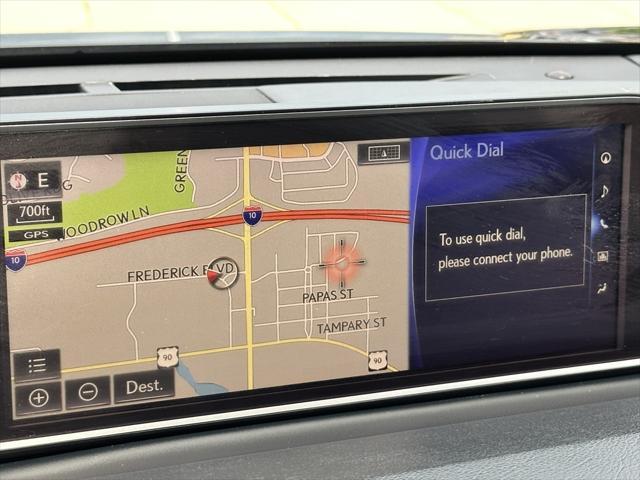 Quick Dial
E
G
GREEN
700ft
GPS
OODROW LN
10
10
To use quick dial,
please connect your phone.
FREDERICK BLVD
PAPAS ST
TAMPARY ST
90
90
Dest.